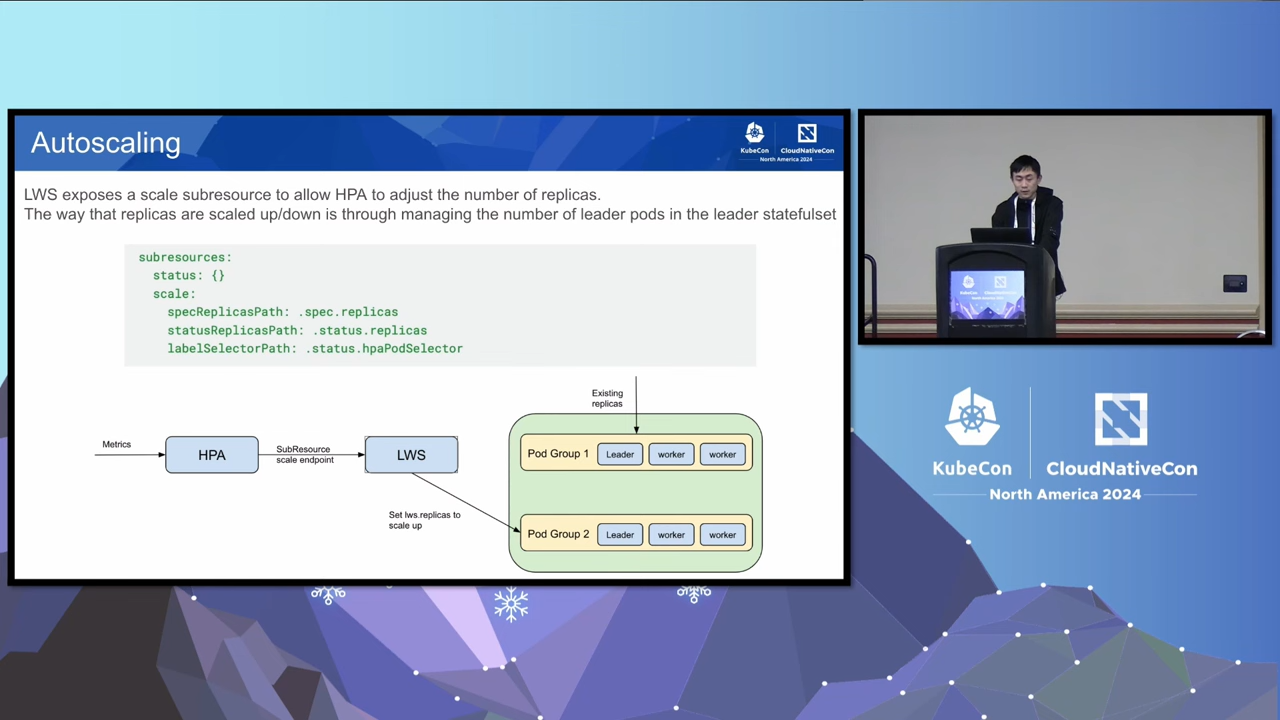 Autoscaling
KubeCon
CloudNativeCon
North America 2024
LWS exposes a scale subresource to allow HPA to adjust the number of replicas.
The way that replicas are scaled up/down is through managing the number of leader pods in the leader statefulset
subresources:
status: {}
scale:
specReplicasPath: .spec.replicas
statusReplicasPath: .status.replicas
labelSelectorPath: .status.hpaPodSelector
Existing
replicas
Metrics
HPA
SubResource
scale endpoint
LWS
Pod Group 1
Leader
worker
worker
Set lws.replicas to
scale up
Pod Group 2
Leader
worker
worker
KubeCon
CloudNativeCon
North America 2024